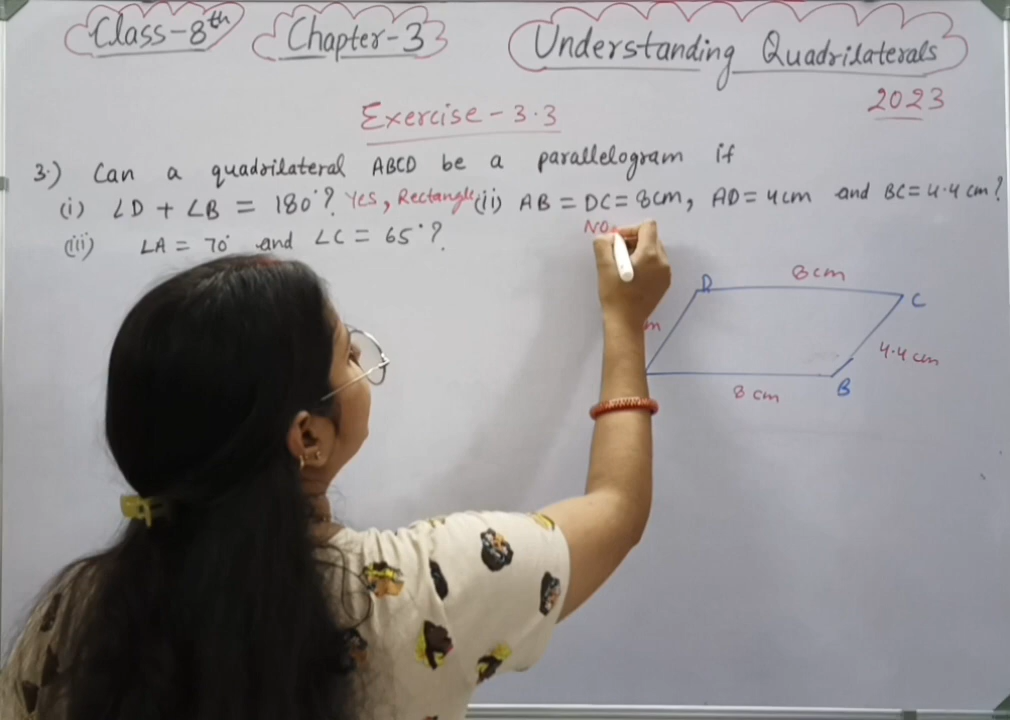 Class-8th Chapter-3 Understanding Quadrilaterals
2023
Exercise-3.3
3.) Can a quadrilateral ABCD be a parallelogram if
(i) ∠D + ∠B = 180°? Yes, Rectangle (ii) AB = DC = 8cm, AD = 4cm and BC = 4.4cm?
No.
(iii) ∠A = 70° and ∠C = 65°?
D 8cm C
m
4.4 cm
8 cm B